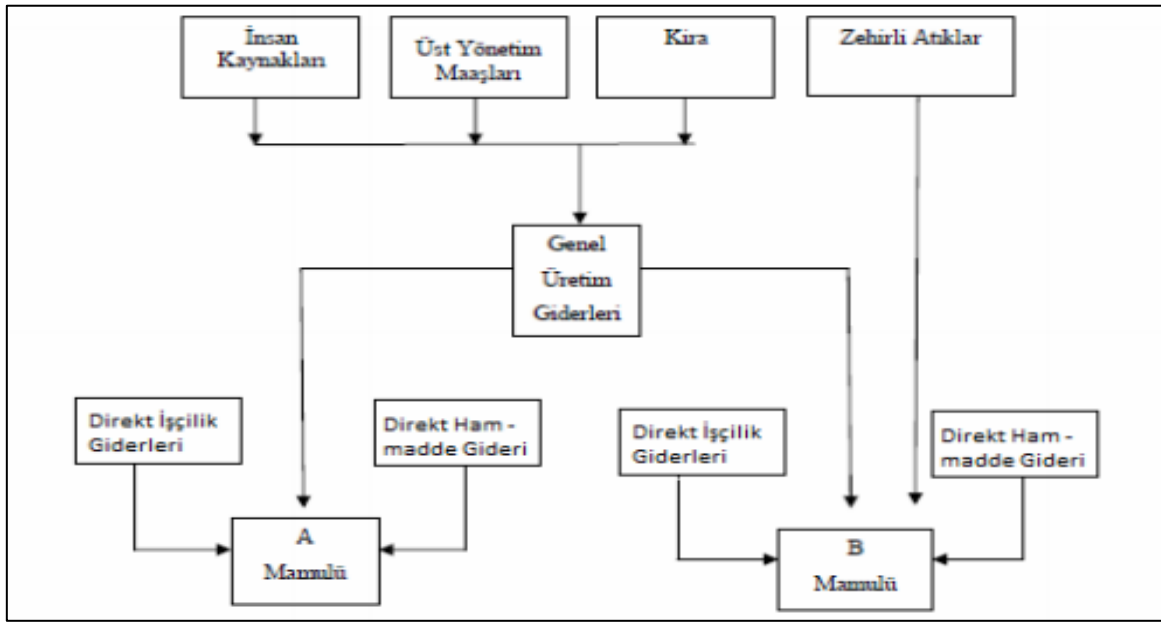 İnsan
Kaynakları
Üst Yönetim
Maaşları
Kira
Zehirli Atıklar
Genel
Üretim
Giderleri
Direkt İşçilik
Giderleri
Direkt Ham -
madde Gideri
Direkt İşçilik
Giderleri
Direkt Ham -
madde Gideri
A
Mamulü
B
Mamulü